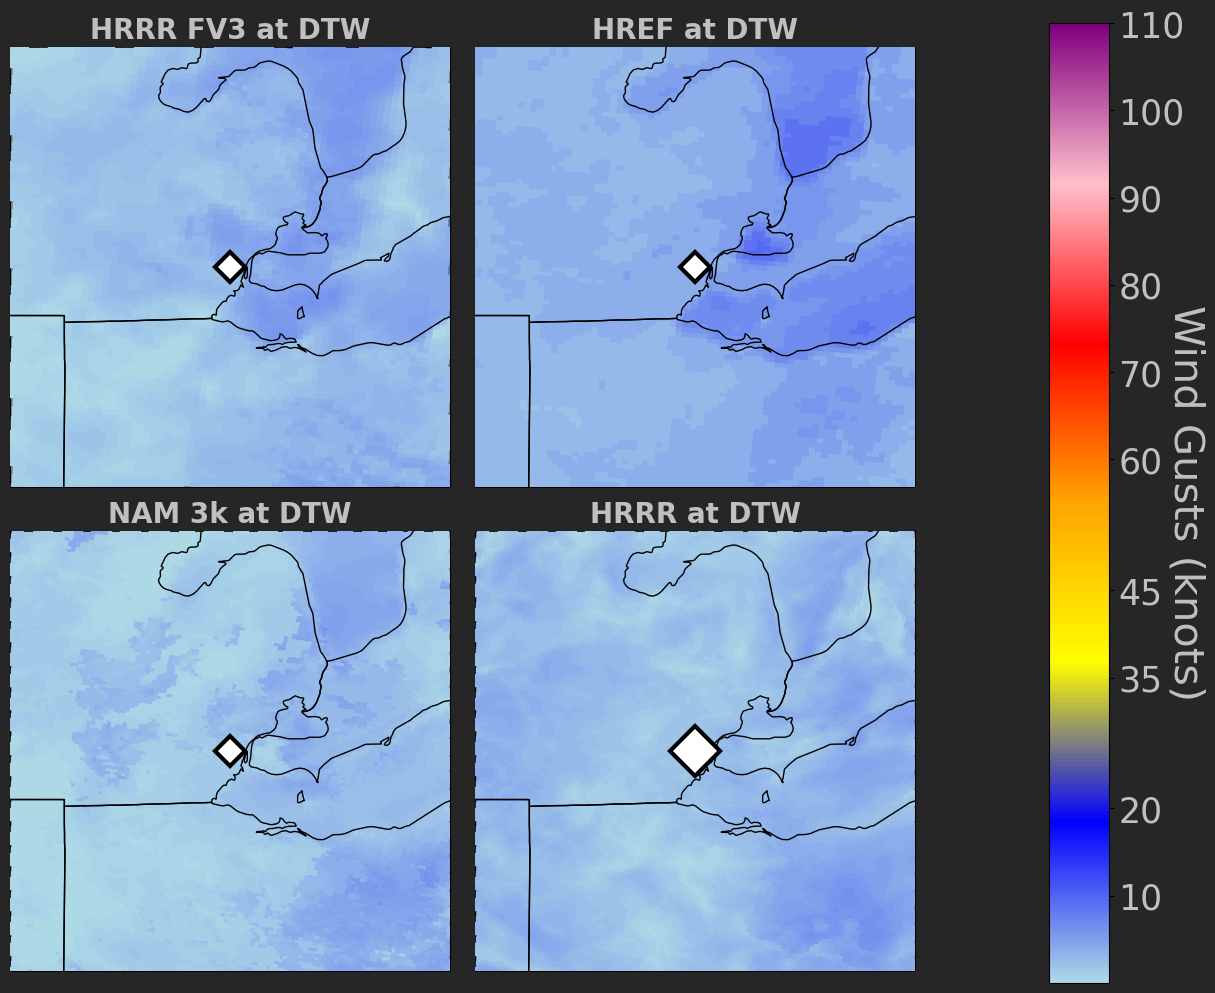 HRRR FV3 at DTW
HREF at DTW
NAM 3k at DTW
HRRR at DTW
110
100
90
80
70
60
45
35
20
10
Wind Gusts (knots)